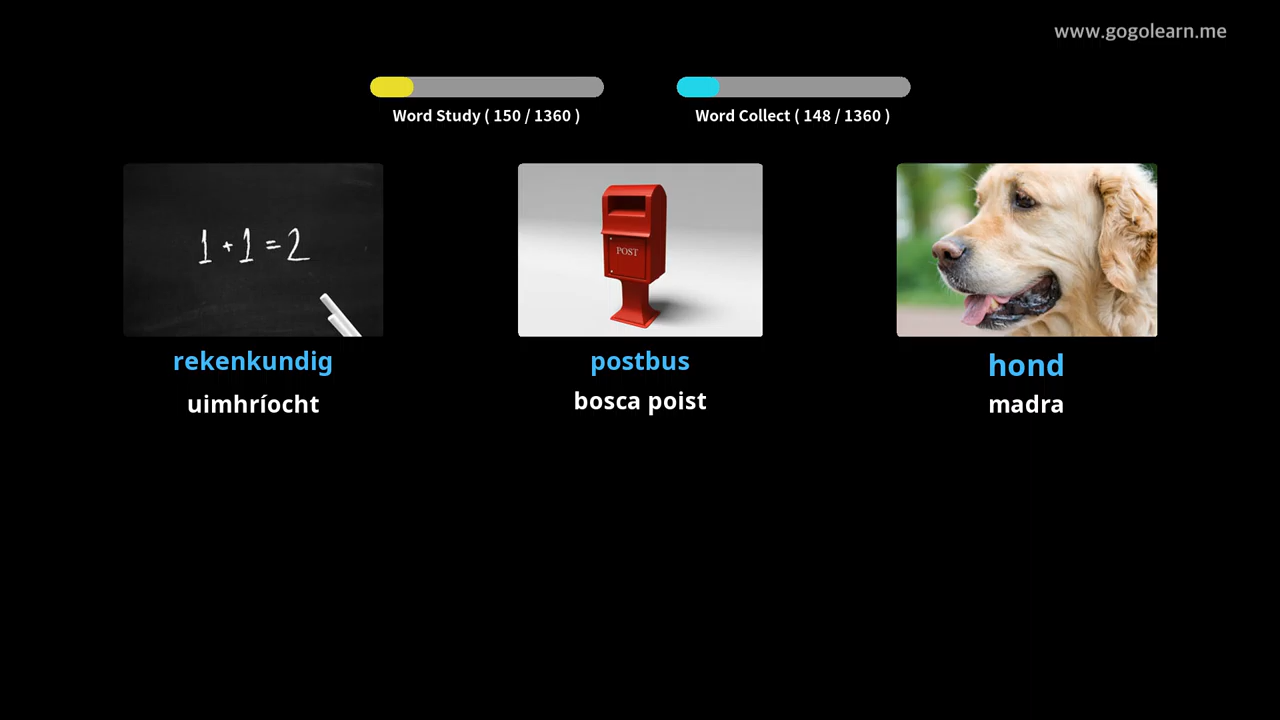 www.gogolearn.me
Word Study ( 150 / 1360 )
Word Collect ( 148 / 1360 )
1 + 1 = 2
POST
rekenkundig
postbus
hond
uimhríocht
bosca poist
madra